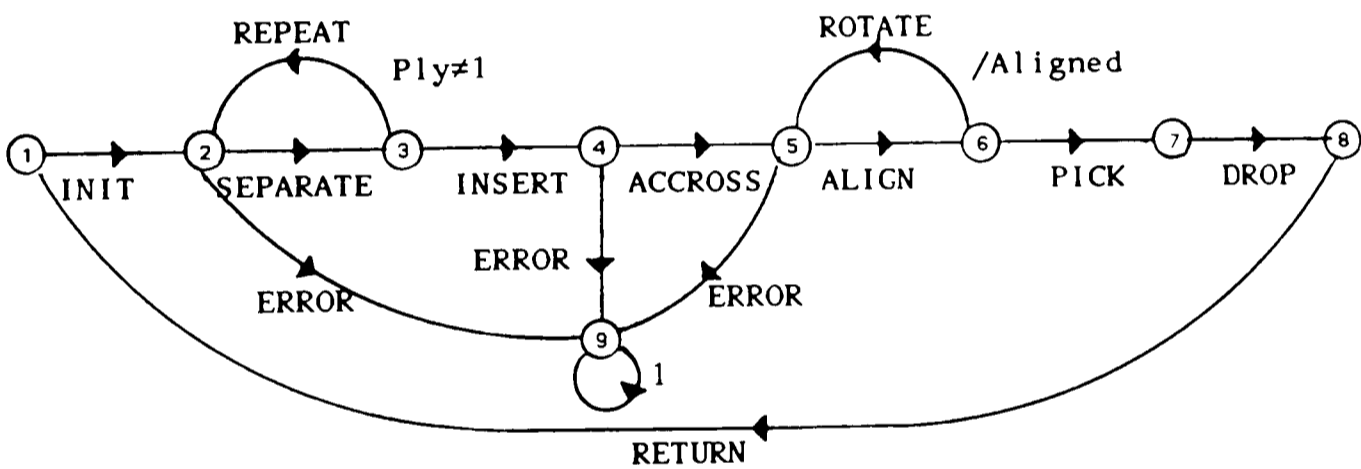 REPEAT
ROTATE
Ply≠1
/Aligned
1
2
3
4
5
6
7
8
INIT
SEPARATE
INSERT
ACCROSS
ALIGN
PICK
DROP
ERROR
ERROR
ERROR
9
1
RETURN